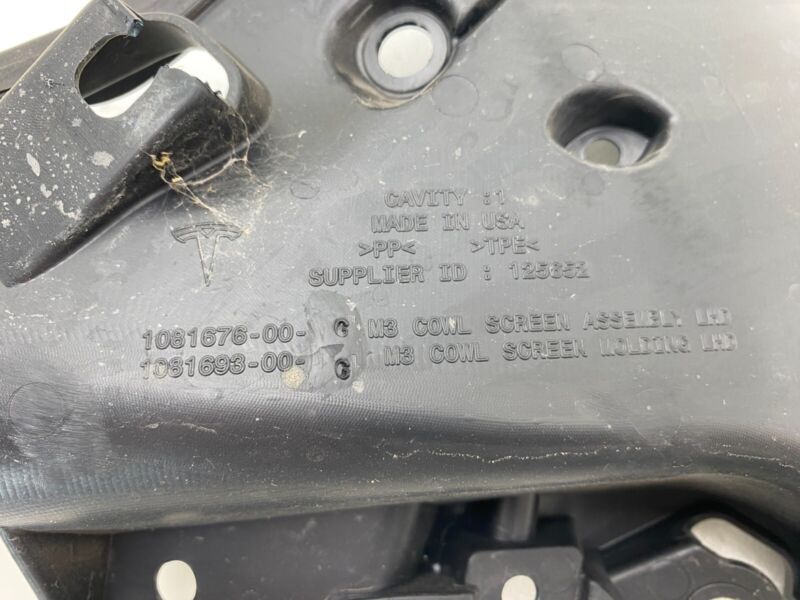 CAVITY :1
MADE IN USA
>PP< >TPE<
SUPPLIER ID : 125652
1081676-00- G M3 COWL SCREEN ASSEMBLY LHD
1081693-00- G M3 COWL SCREEN MOLDING LHD